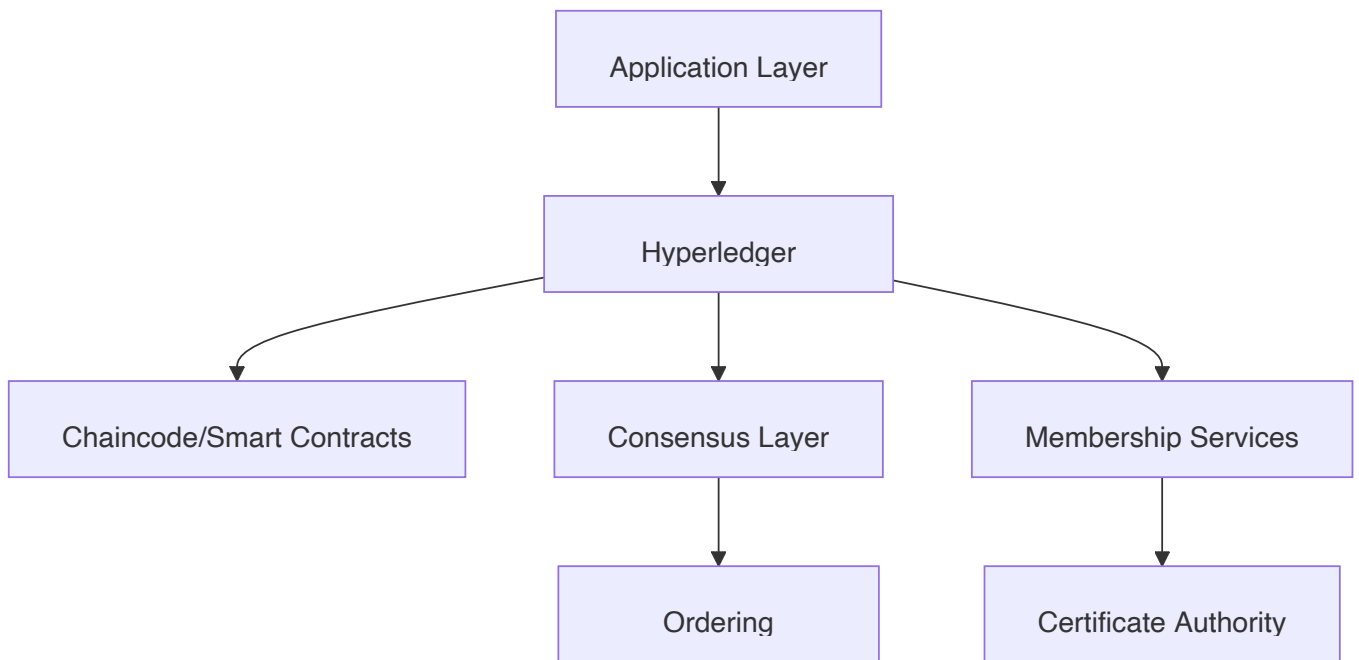 Application Layer
Hyperledger
Chaincode/Smart Contracts
Consensus Layer
Membership Services
Ordering
Certificate Authority